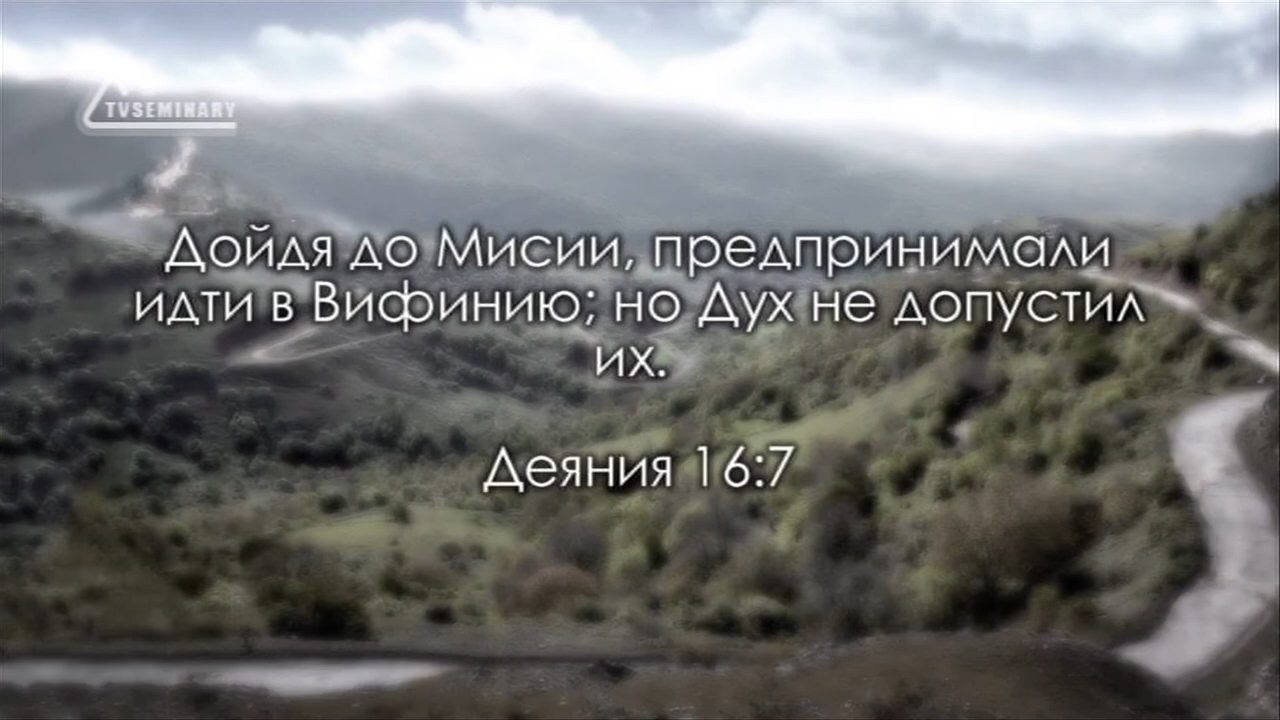 TVSEMINARY
Дойдя до Мисии, предпринимали
идти в Вифинию; но Дух не допустил
их.
Деяния 16:7